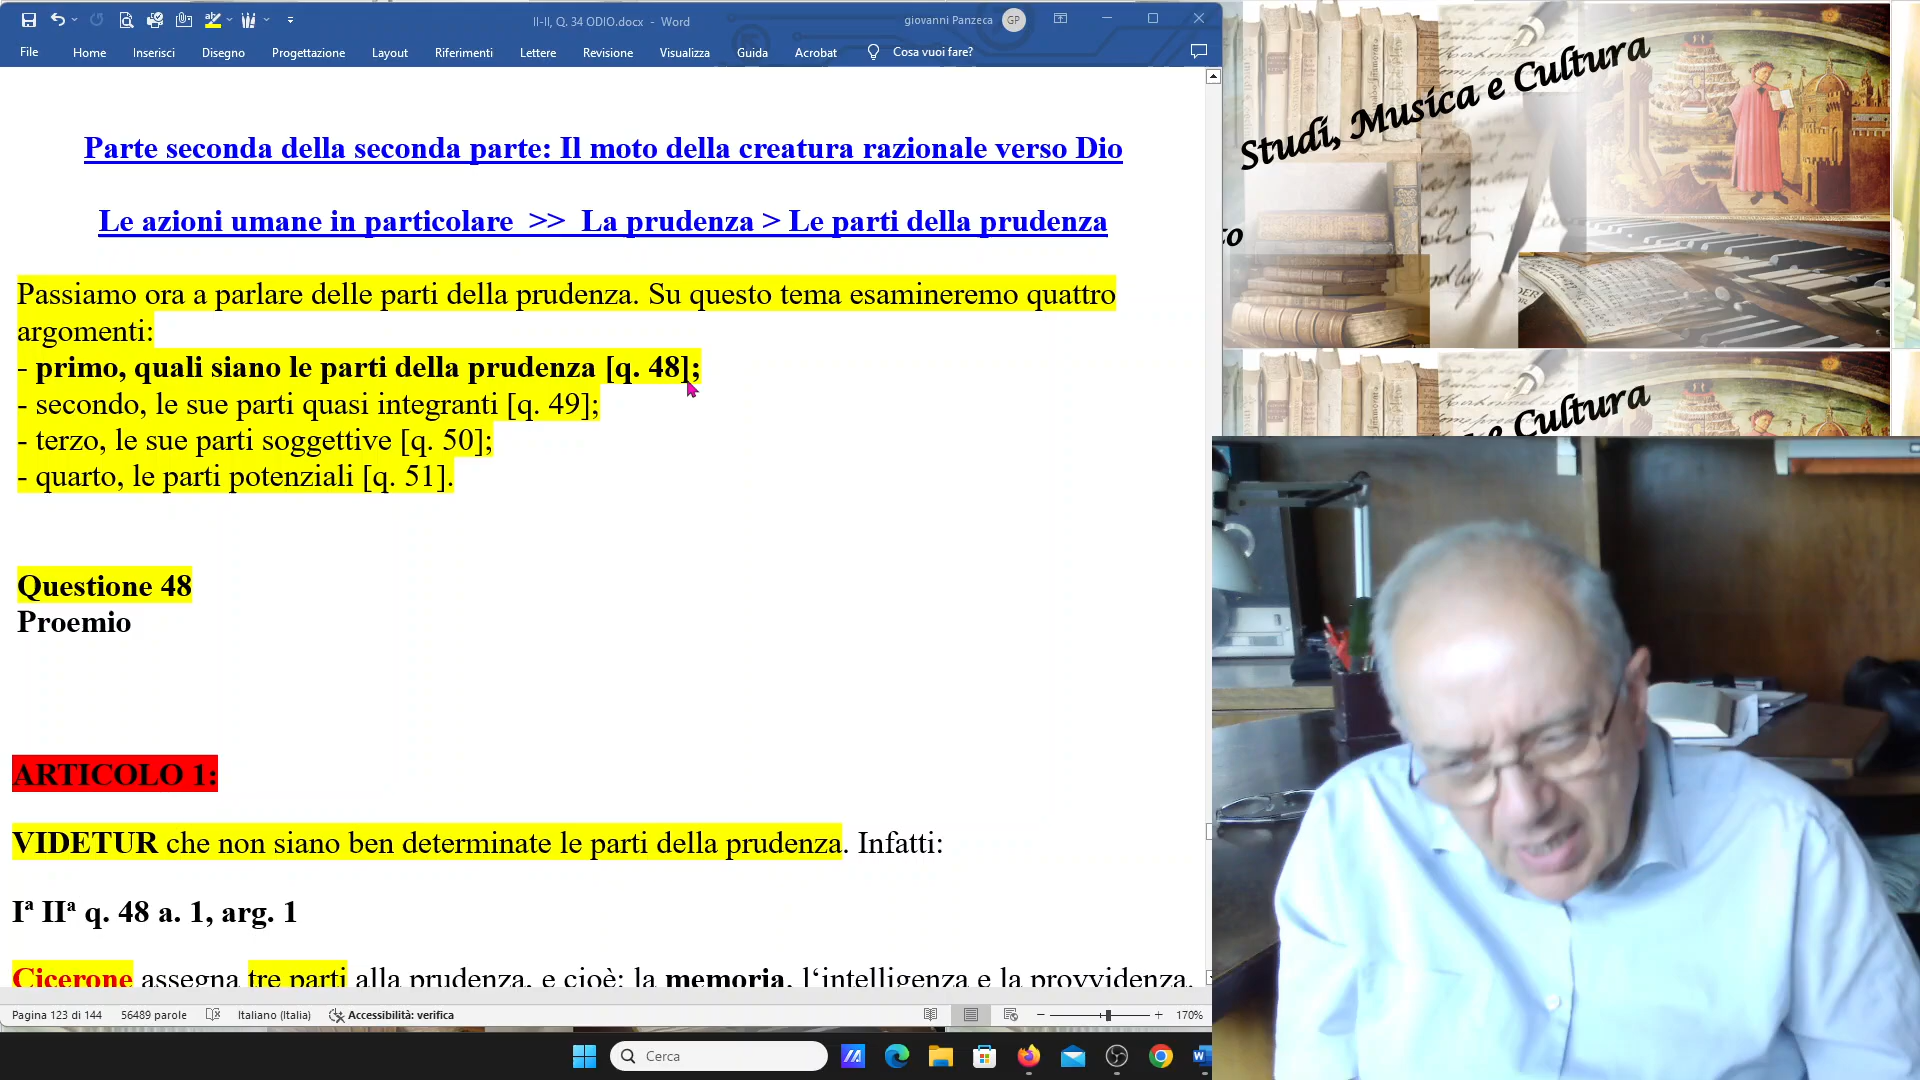 II-II, Q. 34 ODIO.docx - Word
giovanni Panzeca
GP
File
Home
Inserisci
Disegno
Progettazione
Layout
Riferimenti
Lettere
Revisione
Visualizza
Guida
Acrobat
Cosa vuoi fare?
Parte seconda della seconda parte: Il moto della creatura razionale verso Dio
Le azioni umane in particolare >> La prudenza > Le parti della prudenza
Passiamo ora a parlare delle parti della prudenza. Su questo tema esamineremo quattro
argomenti:
- primo, quali siano le parti della prudenza [q. 48];
- secondo, le sue parti quasi integranti [q. 49];
- terzo, le sue parti soggettive [q. 50];
- quarto, le parti potenziali [q. 51].
Questione 48
Proemio
ARTICOLO 1:
VIDETUR che non siano ben determinate le parti della prudenza. Infatti:
Iª IIª q. 48 a. 1, arg. 1
Cicerone assegna tre parti alla prudenza, e cioè: la memoria, l‘intelligenza e la provvidenza.
Pagina 123 di 144
56489 parole
Italiano (Italia)
Accessibilità: verifica
170%
Cerca
Studi, Musica e Cultura
to
e Cultura